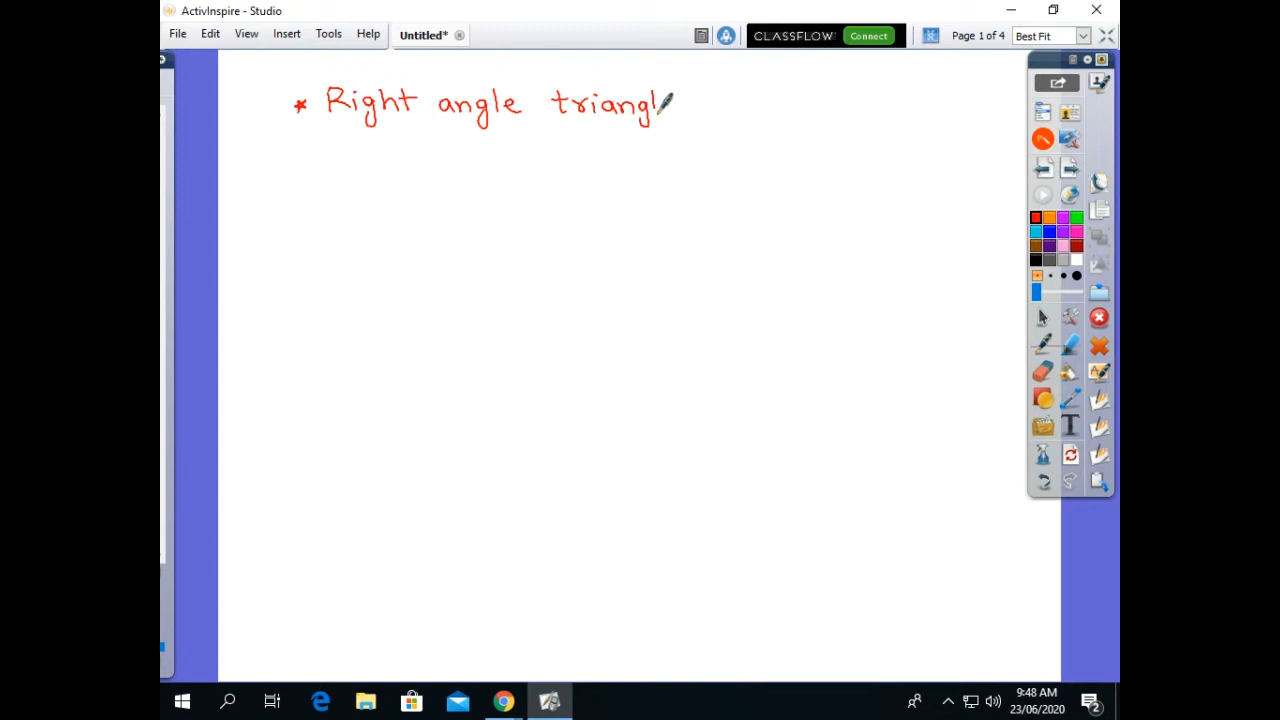 ActivInspire - Studio
File Edit View Insert Tools Help Untitled* CLASSFLOW Connect Page 1 of 4 Best Fit
* Right angle triangl
T
9:48 AM
23/06/2020
2